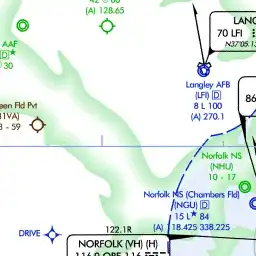 (A) 128.65
LANG
70 LFI
N37°05.1
AAF
D *
30
Langley AFB
(LFI) D
8 L 100
(A) 270.1
86
Fld Pvt
1VA)
- 59
Norfolk NS
(NHU)
10 - 17
Norfolk NS (Chambers Fld)
(NGU) D
15 L* 84
(A) 18.425 338.225
DRIVE
122.1R
NORFOLK (VH) (H)